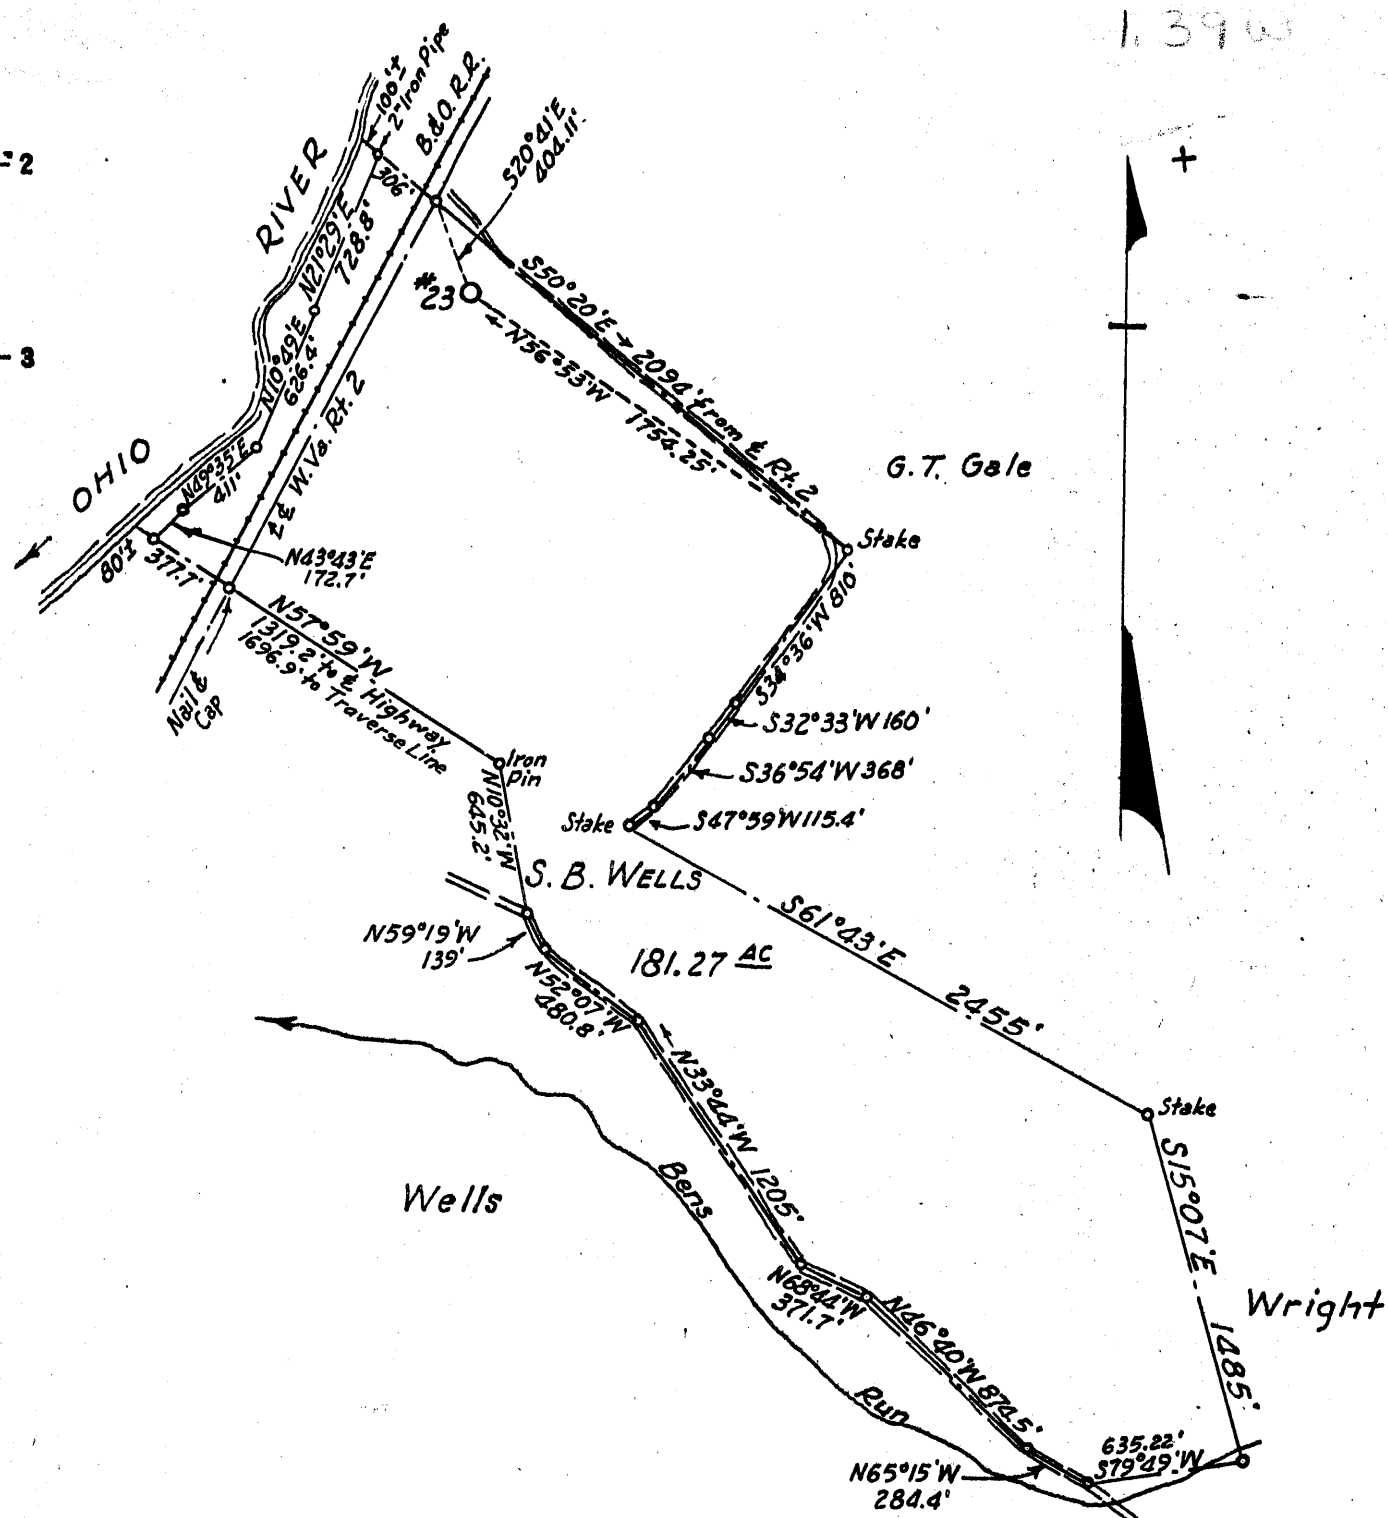 1.39W
100'±
2" Iron Pipe
B.&O. R.R.
=2
+
S20°41'E
404.11'
RIVER
306'
N21°29'E
728.8'
#23
S50°20'E → 2094' from ⅊ Rt. 2
← N56°33'W 1754.25'
-3
N10°49'E
626.4'
⅊ W.Va. Rt. 2
G.T. Gale
OHIO
N49°35'E
411'
Stake
80'±
377.7'
N43°43'E
172.7'
S34°36'W 810'
N57°59'W
1319.2' to ⅊ Highway
1696.9' to Traverse Line
Nail &
Cap
S32°33'W 160'
Iron
Pin
S36°54'W 368'
N10°32'W
645.2'
Stake
S47°59'W 115.4'
S. B. WELLS
S61°43'E 2455'
N59°19'W
139'
181.27 AC
N52°07'W
480.8'
N33°44'W 1205'
Stake
Bens
Wells
S15°07'E 1485'
N68°44'W
371.7'
Wright
N46°40'W 874.5'
Run
635.22'
S79°49'W
N65°15'W
284.4'